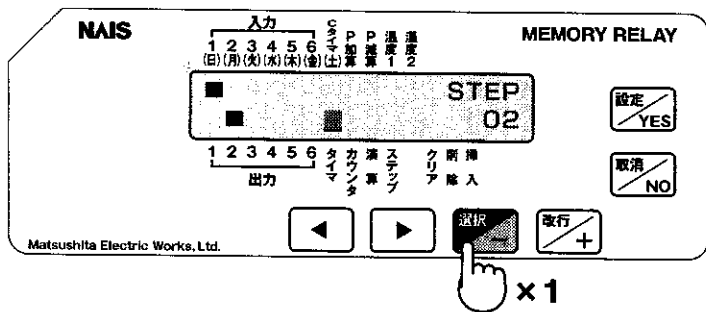 NAiS
MEMORY RELAY
入力
1 2 3 4 5 6 Cタイマ P加算 P減算 温度1 温度2
(日)(月)(火)(水)(木)(金)(土)
STEP
02
1 2 3 4 5 6 タイマ カウンタ 演算 ステップ クリア 削除 挿入
出力
設定 YES
取消 NO
◀ ▶ 選択 − 改行 +
Matsushita Electric Works, Ltd.
×1